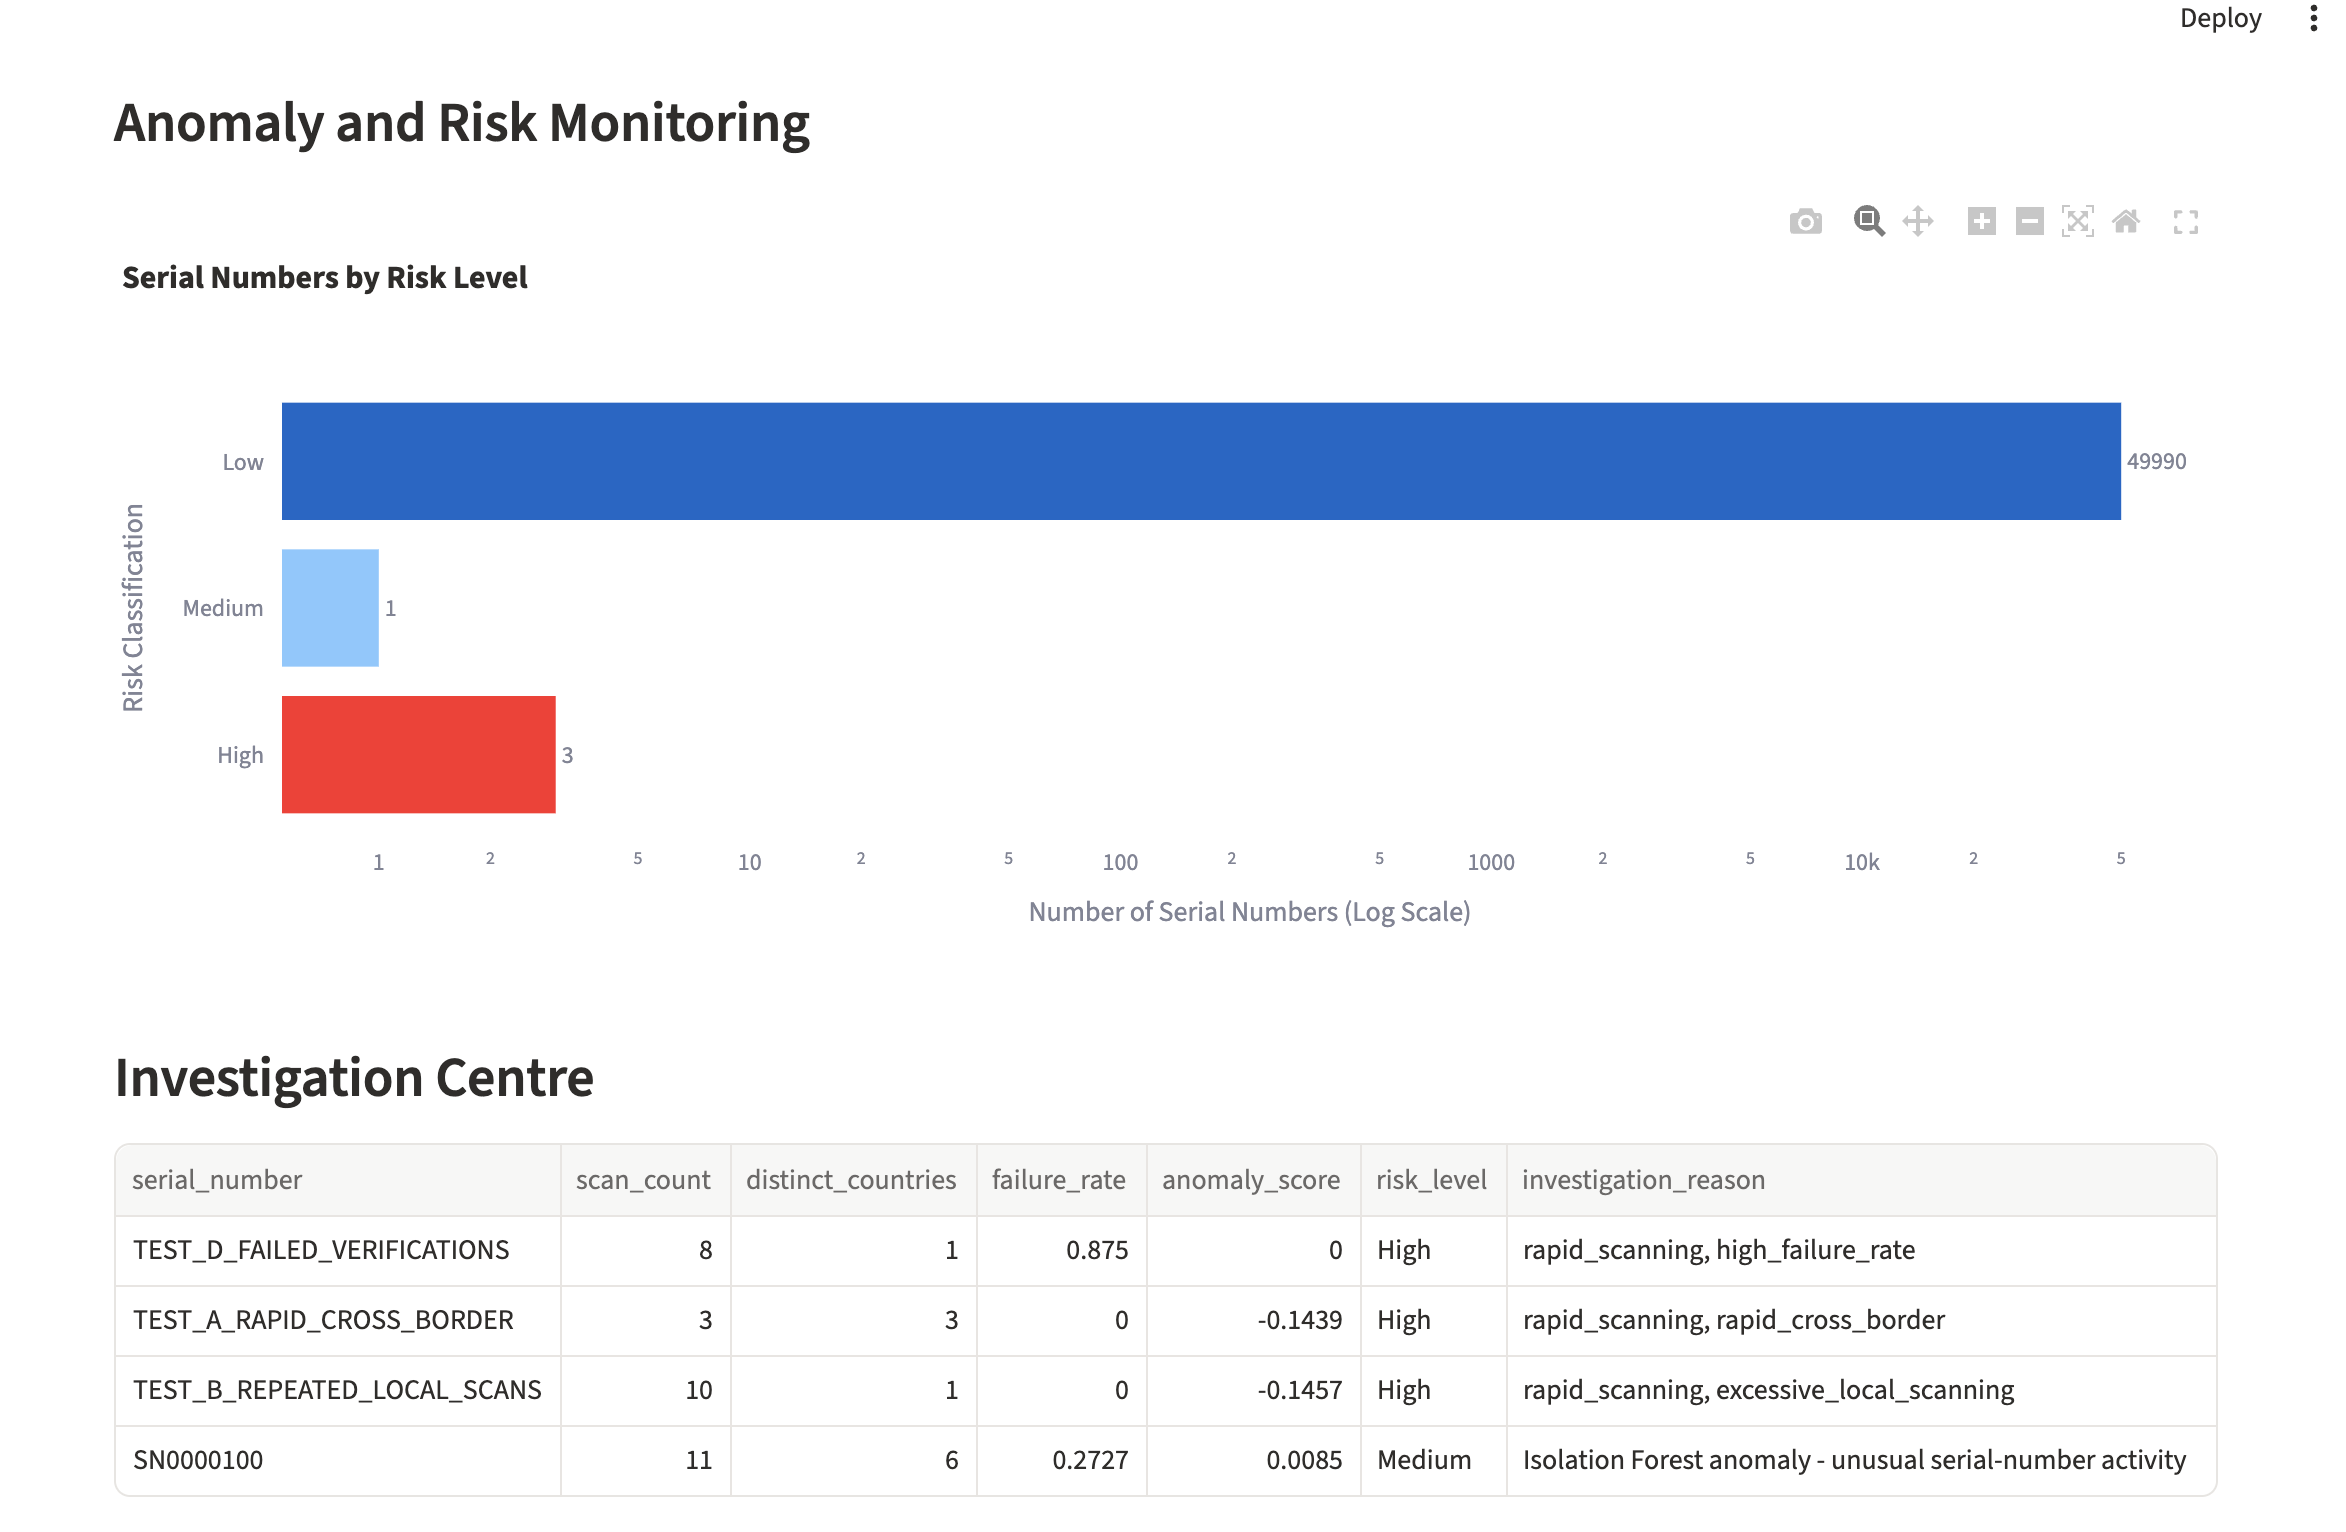 Deploy
Anomaly and Risk Monitoring
Serial Numbers by Risk Level
Risk Classification
Low 49990
Medium 1
High 3
1 2 5 10 2 5 100 2 5 1000 2 5 10k 2 5
Number of Serial Numbers (Log Scale)
Investigation Centre
serial_number scan_count distinct_countries failure_rate anomaly_score risk_level investigation_reason
TEST_D_FAILED_VERIFICATIONS 8 1 0.875 0 High rapid_scanning, high_failure_rate
TEST_A_RAPID_CROSS_BORDER 3 3 0 -0.1439 High rapid_scanning, rapid_cross_border
TEST_B_REPEATED_LOCAL_SCANS 10 1 0 -0.1457 High rapid_scanning, excessive_local_scanning
SN0000100 11 6 0.2727 0.0085 Medium Isolation Forest anomaly - unusual serial-number activity